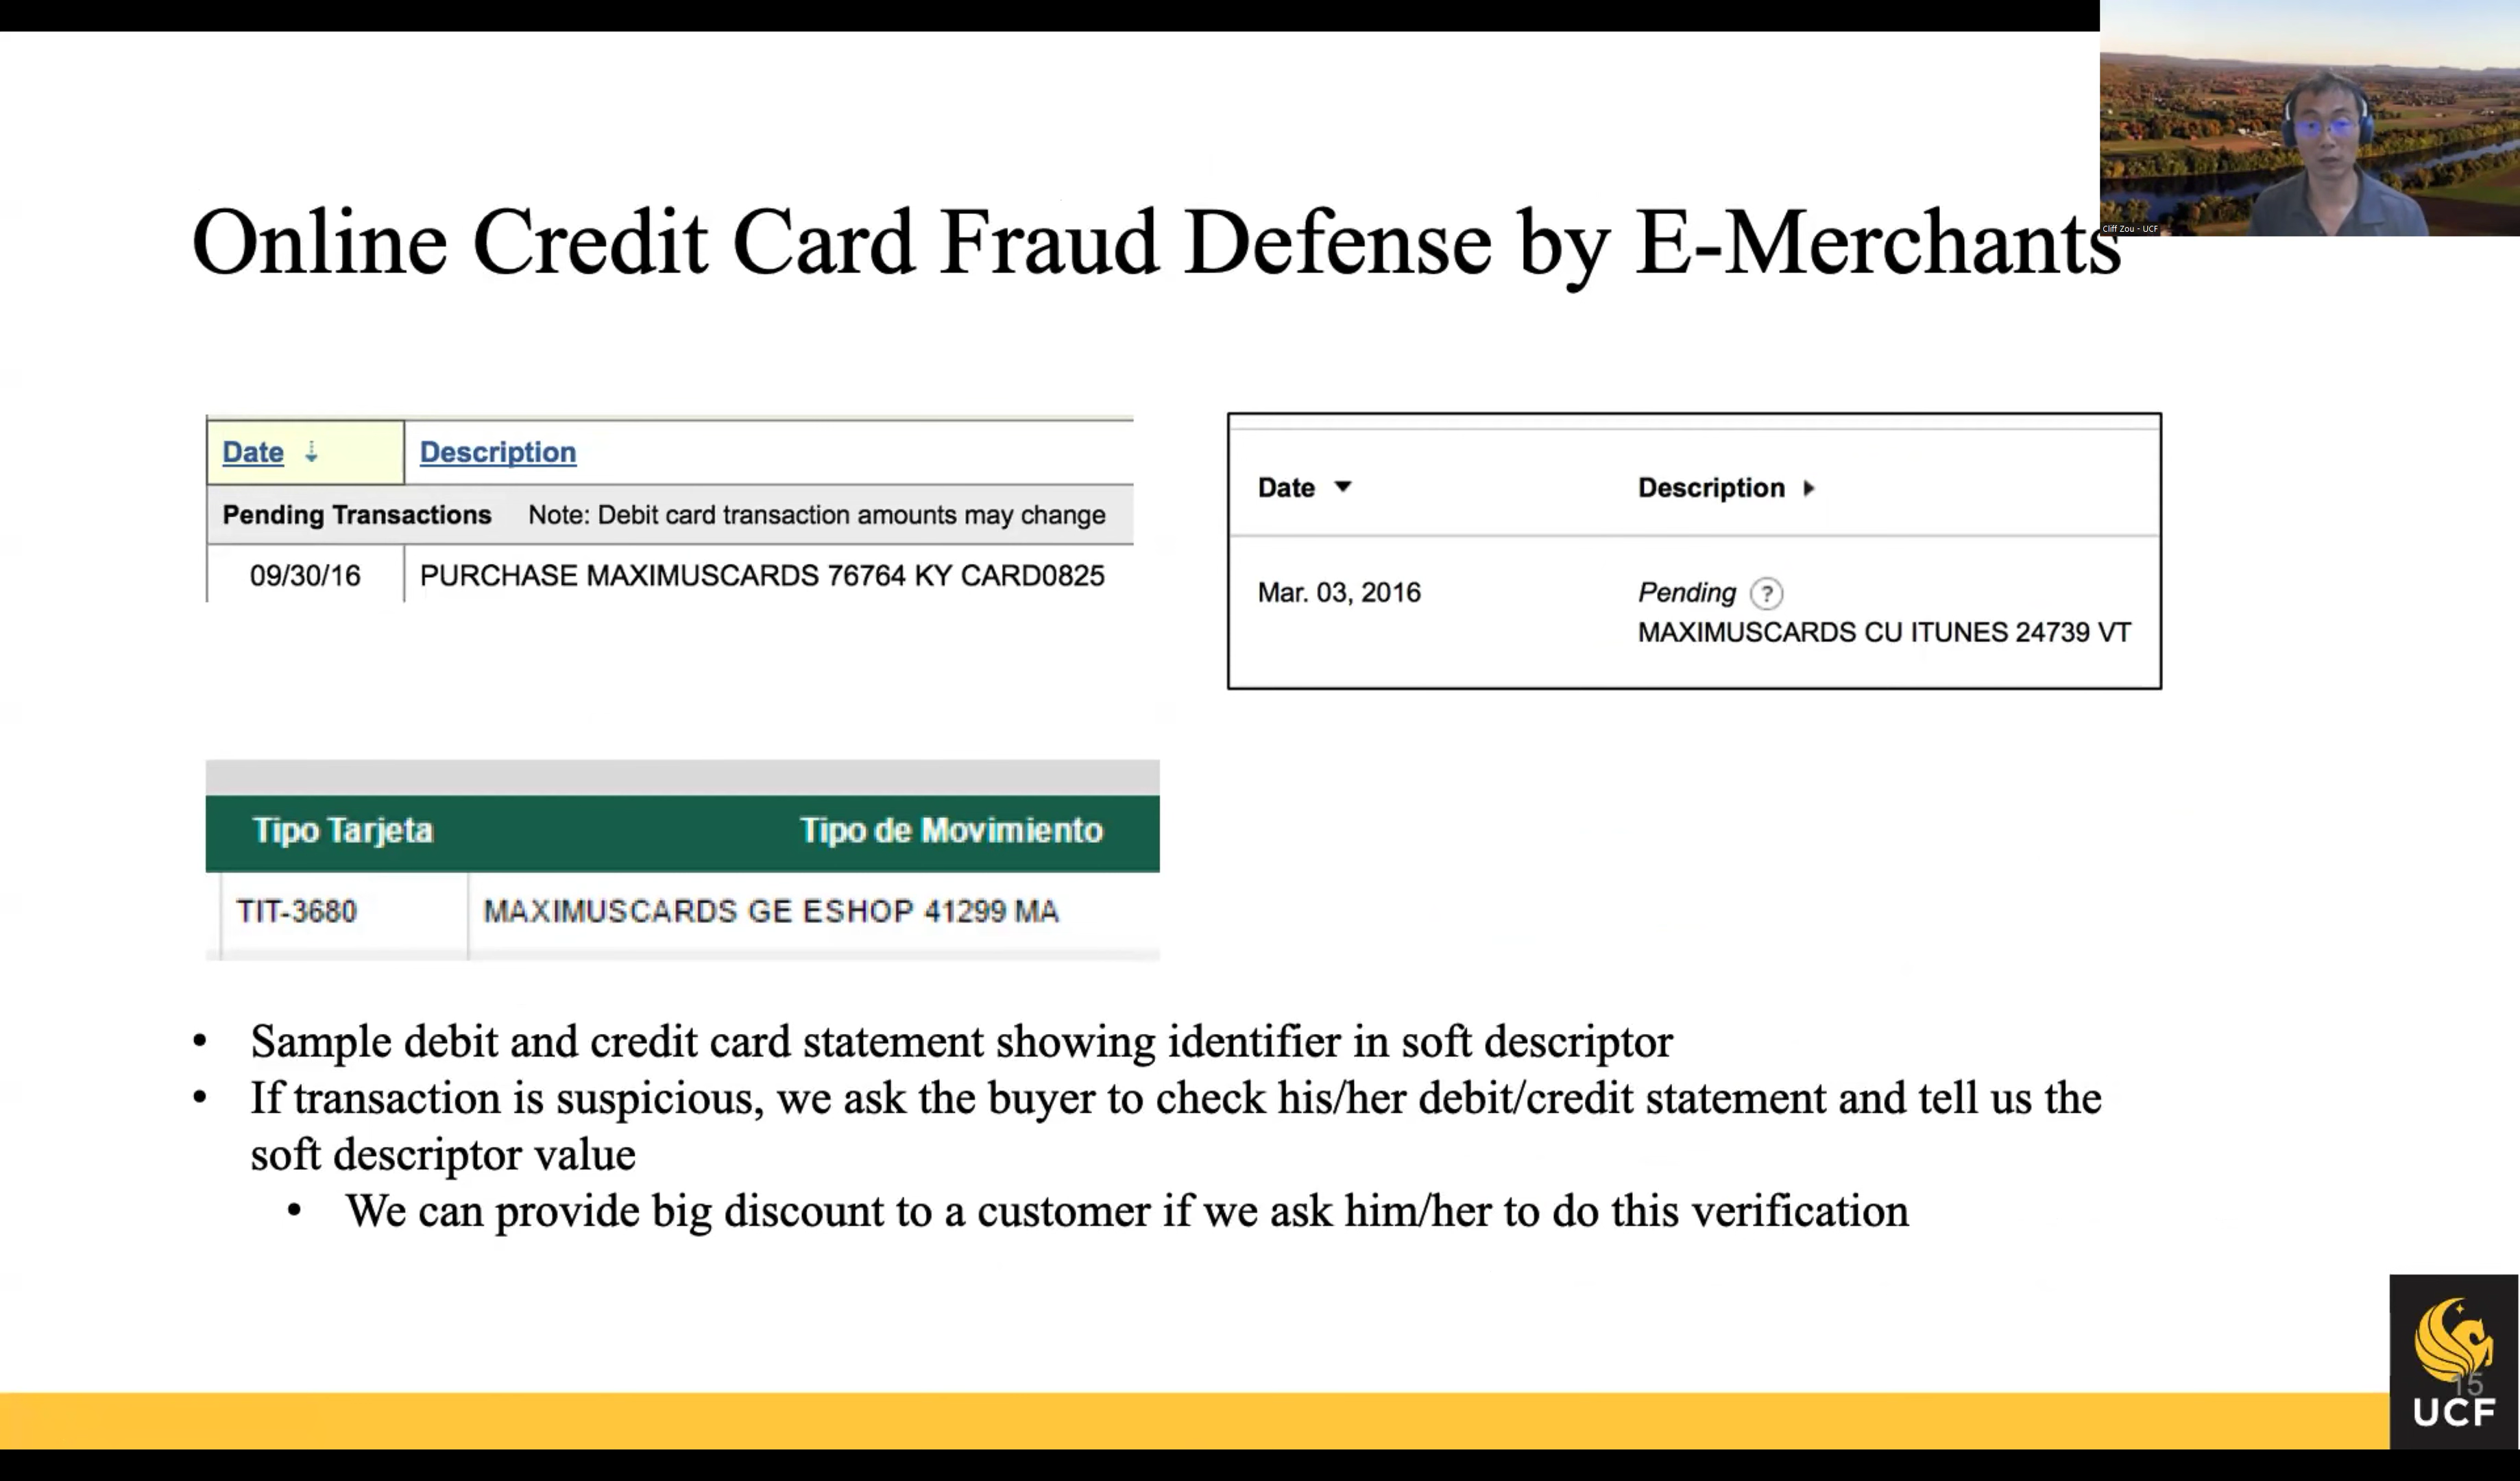 Cliff Zou - UCF
Online Credit Card Fraud Defense by E-Merchants
Date Description
Pending Transactions Note: Debit card transaction amounts may change
09/30/16 PURCHASE MAXIMUSCARDS 76764 KY CARD0825
Date Description
Mar. 03, 2016 Pending ?
MAXIMUSCARDS CU ITUNES 24739 VT
Tipo Tarjeta Tipo de Movimiento
TIT-3680 MAXIMUSCARDS GE ESHOP 41299 MA
• Sample debit and credit card statement showing identifier in soft descriptor
• If transaction is suspicious, we ask the buyer to check his/her debit/credit statement and tell us the
soft descriptor value
• We can provide big discount to a customer if we ask him/her to do this verification
15
UCF